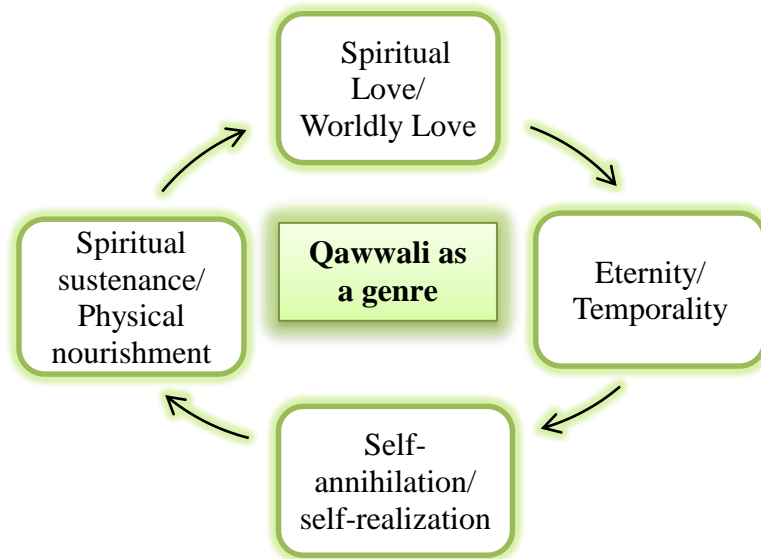 Spiritual
Love/
Worldly Love
Spiritual
sustenance/
Physical
nourishment
Qawwali as
a genre
Eternity/
Temporality
Self-
annihilation/
self-realization